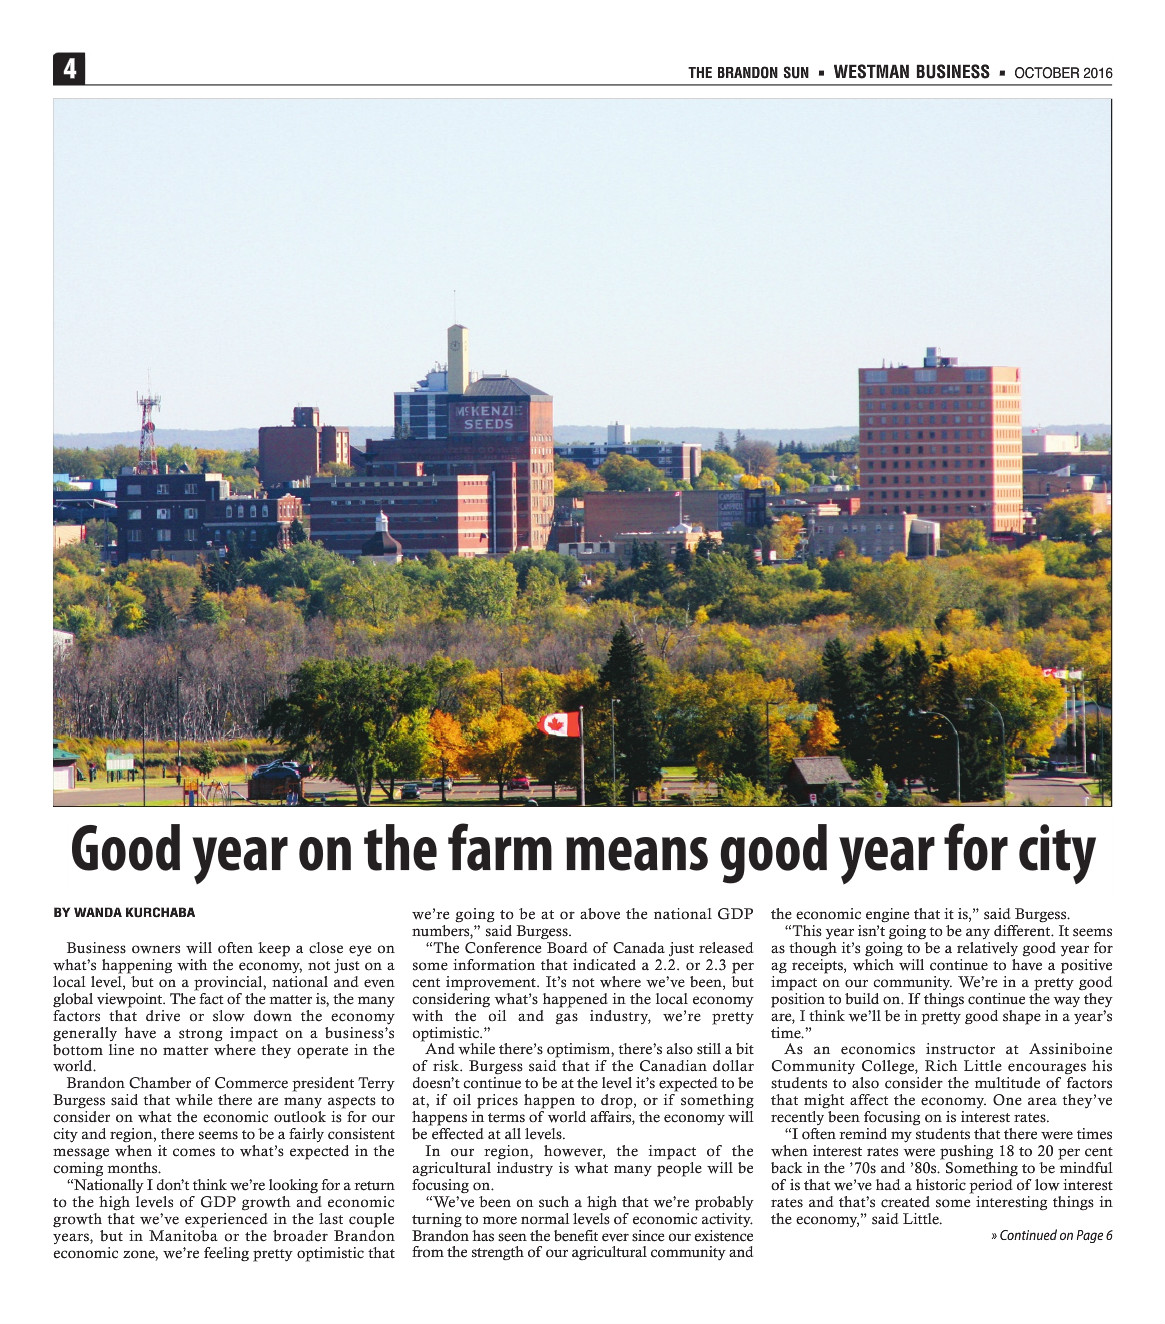 4
THE BRANDON SUN ▪ WESTMAN BUSINESS ▪ OCTOBER 2016
McKENZIE
SEEDS
Good year on the farm means good year for city
BY WANDA KURCHABA
Business owners will often keep a close eye on
what's happening with the economy, not just on a
local level, but on a provincial, national and even
global viewpoint. The fact of the matter is, the many
factors that drive or slow down the economy
generally have a strong impact on a business's
bottom line no matter where they operate in the
world.
Brandon Chamber of Commerce president Terry
Burgess said that while there are many aspects to
consider on what the economic outlook is for our
city and region, there seems to be a fairly consistent
message when it comes to what's expected in the
coming months.
“Nationally I don't think we're looking for a return
to the high levels of GDP growth and economic
growth that we've experienced in the last couple
years, but in Manitoba or the broader Brandon
economic zone, we're feeling pretty optimistic that
we're going to be at or above the national GDP
numbers,” said Burgess.
“The Conference Board of Canada just released
some information that indicated a 2.2. or 2.3 per
cent improvement. It's not where we've been, but
considering what's happened in the local economy
with the oil and gas industry, we're pretty
optimistic.”
And while there's optimism, there's also still a bit
of risk. Burgess said that if the Canadian dollar
doesn't continue to be at the level it's expected to be
at, if oil prices happen to drop, or if something
happens in terms of world affairs, the economy will
be effected at all levels.
In our region, however, the impact of the
agricultural industry is what many people will be
focusing on.
“We've been on such a high that we're probably
turning to more normal levels of economic activity.
Brandon has seen the benefit ever since our existence
from the strength of our agricultural community and
the economic engine that it is,” said Burgess.
“This year isn't going to be any different. It seems
as though it's going to be a relatively good year for
ag receipts, which will continue to have a positive
impact on our community. We're in a pretty good
position to build on. If things continue the way they
are, I think we'll be in pretty good shape in a year's
time.”
As an economics instructor at Assiniboine
Community College, Rich Little encourages his
students to also consider the multitude of factors
that might affect the economy. One area they've
recently been focusing on is interest rates.
“I often remind my students that there were times
when interest rates were pushing 18 to 20 per cent
back in the '70s and '80s. Something to be mindful
of is that we've had a historic period of low interest
rates and that's created some interesting things in
the economy,” said Little.
» Continued on Page 6